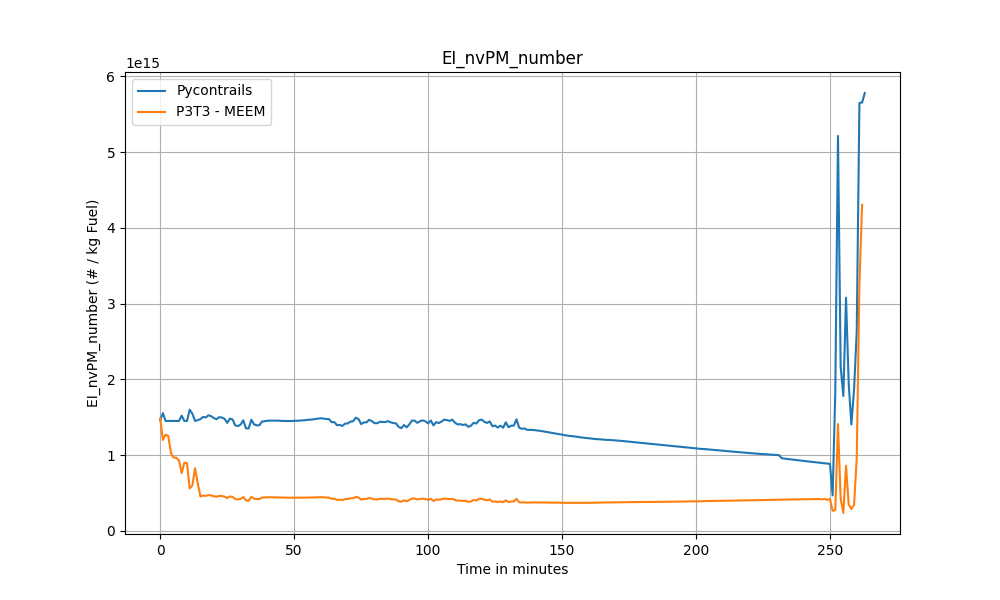 EI_nvPM_number
1e15
Pycontrails
P3T3 - MEEM
EI_nvPM_number (# / kg Fuel)
6
5
4
3
2
1
0
0 50 100 150 200 250
Time in minutes